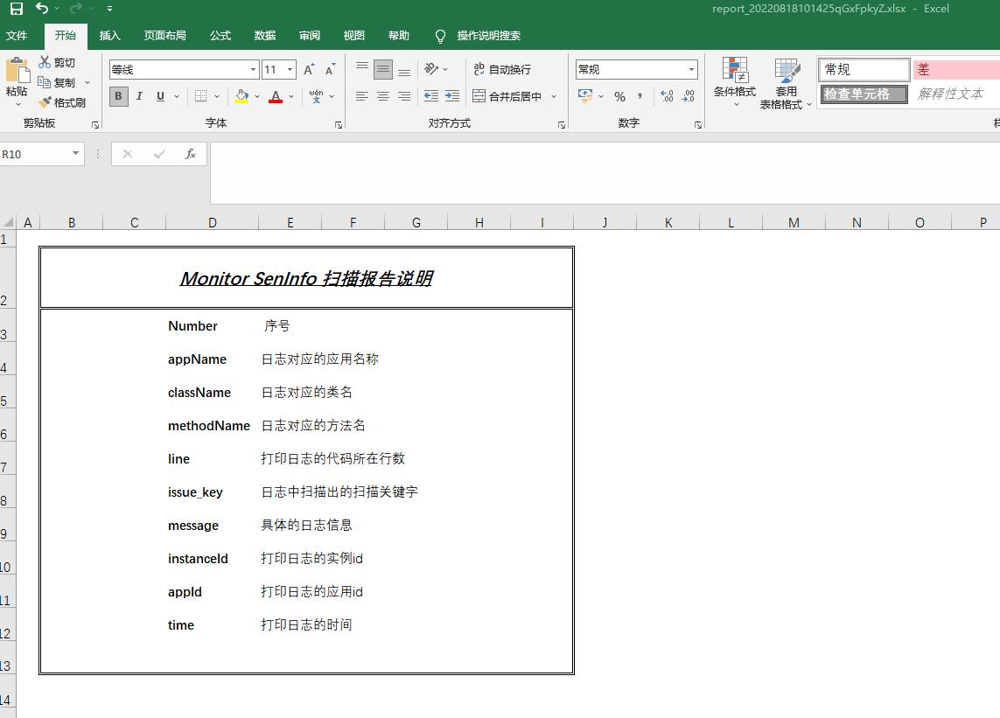 report_20220818101425qGxFpkyZ.xlsx - Excel
文件 开始 插入 页面布局 公式 数据 审阅 视图 帮助 操作说明搜索
剪切
复制
格式刷
粘贴
剪贴板
等线 11
B I U A wén 变
字体
自动换行
合并后居中
对齐方式
常规
% ,
数字
条件格式
套用
表格格式
常规 差
检查单元格 解释性文本
R10 fx
A B C D E F G H I J K L M N O P
1
2 Monitor SenInfo 扫描报告说明
3 Number 序号
4 appName 日志对应的应用名称
5 className 日志对应的类名
6 methodName 日志对应的方法名
7 line 打印日志的代码所在行数
8 issue_key 日志中扫描出的扫描关键字
9 message 具体的日志信息
10 instanceId 打印日志的实例id
11 appId 打印日志的应用id
12 time 打印日志的时间
13
14